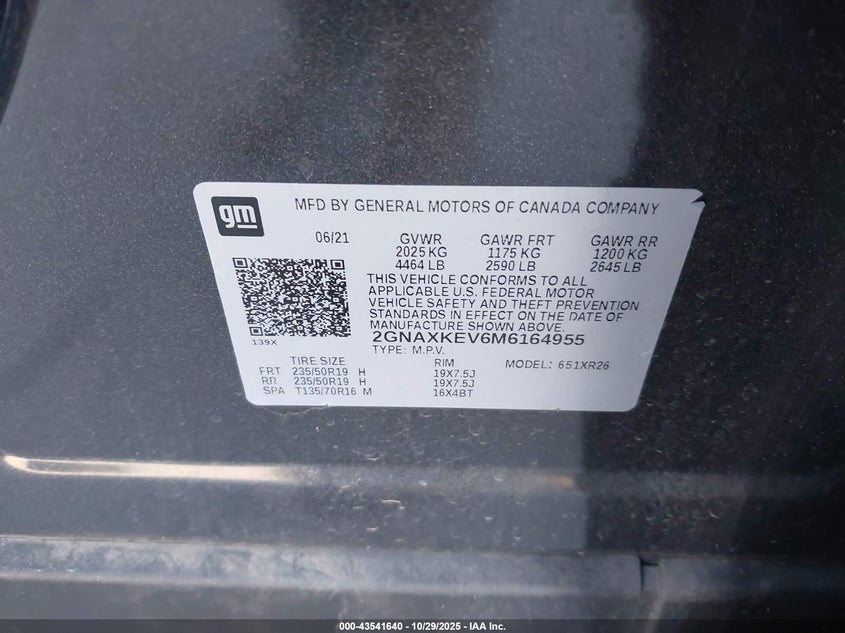 gm
MFD BY GENERAL MOTORS OF CANADA COMPANY
06/21 GVWR GAWR FRT GAWR RR
2025 KG 1175 KG 1200 KG
4464 LB 2590 LB 2645 LB
THIS VEHICLE CONFORMS TO ALL
APPLICABLE U.S. FEDERAL MOTOR
VEHICLE SAFETY AND THEFT PREVENTION
STANDARDS IN EFFECT ON THE DATE OF
MANUFACTURE SHOWN ABOVE.
139X
2GNAXKEV6M6164955
TYPE: M.P.V.
TIRE SIZE RIM MODEL: 651XR26
FRT 235/50R19 H 19X7.5J
RR 235/50R19 H 19X7.5J
SPA T135/70R16 M 16X4BT
000-43541640 - 10/29/2025 - IAA Inc.